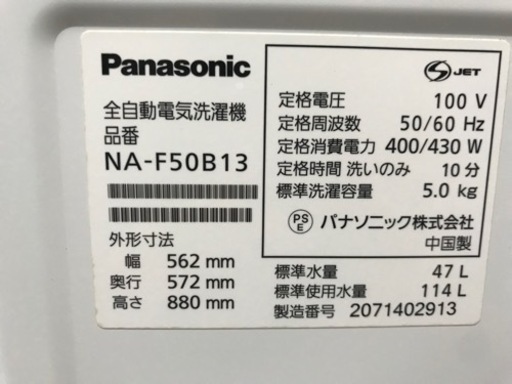 Panasonic
全自動電気洗濯機
品番
NA-F50B13
外形寸法
幅 562 mm
奥行 572 mm
高さ 880 mm
S JET
定格電圧 100 V
定格周波数 50/60 Hz
定格消費電力 400/430 W
定格時間 洗いのみ 10 分
標準洗濯容量 5.0 kg
PS E パナソニック株式会社
中国製
標準水量 47 L
標準使用水量 114 L
製造番号 2071402913